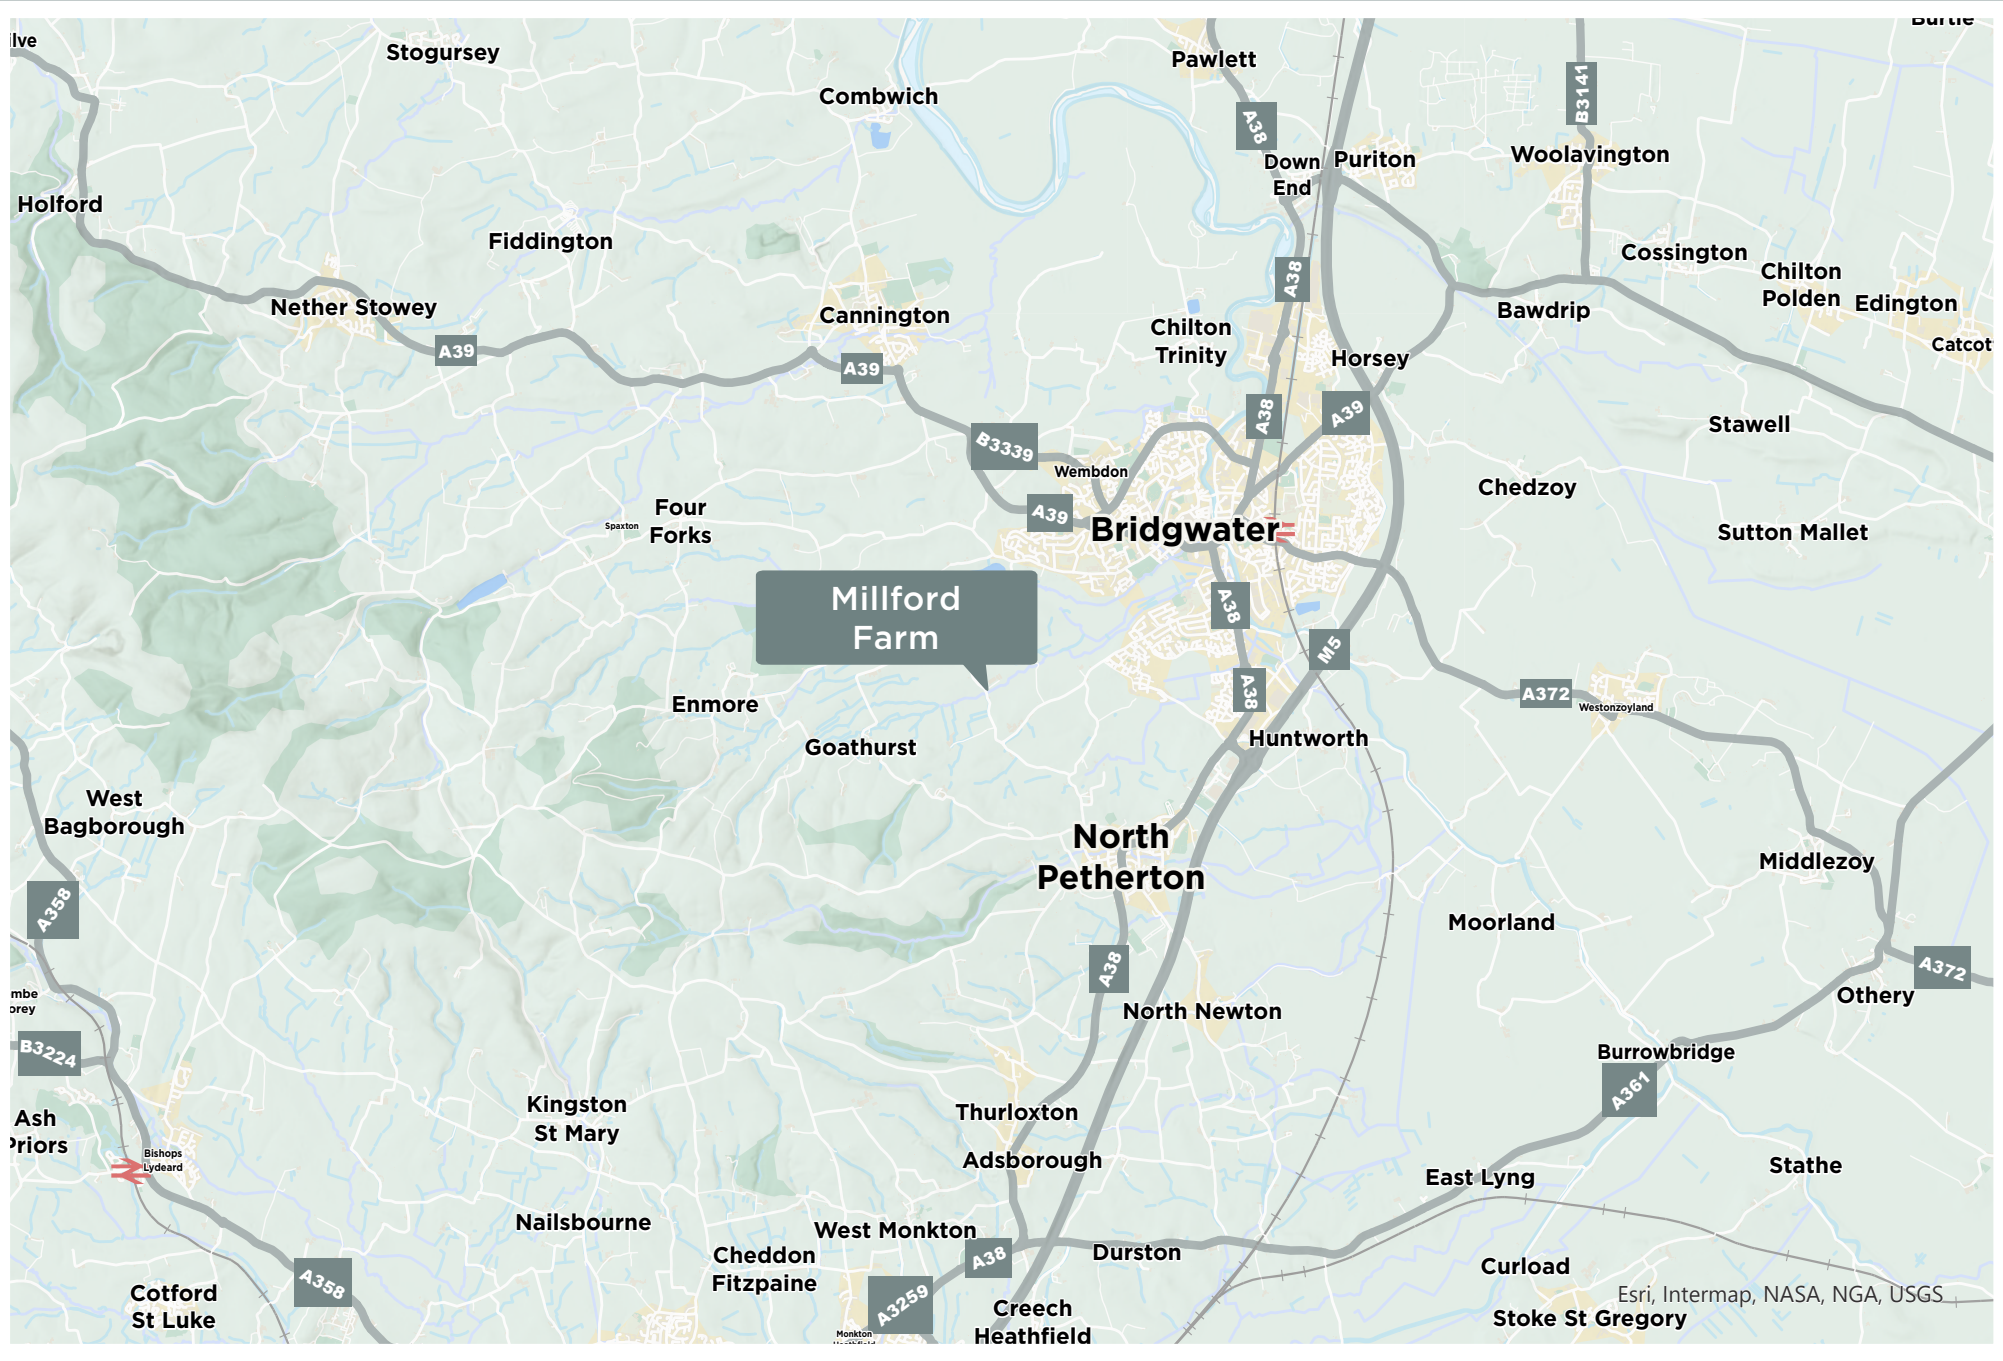 Burtle
ilve
Stogursey
Pawlett
Combwich
B3141
A38
Down
End
Puriton
Woolavington
Holford
Fiddington
Cossington
Chilton
Polden
Edington
A38
Nether Stowey
Cannington
Bawdrip
Chilton
Trinity
Catcot
A39
A39
Horsey
A38
A39
Stawell
B3339
Wembdon
Chedzoy
Four
Forks
Spaxton
A39
Bridgwater
Sutton Mallet
Millford
Farm
A38
M5
A38
A372
Westonzoyland
Enmore
Goathurst
Huntworth
West
Bagborough
North
Petherton
Middlezoy
A358
Moorland
A38
A372
mbe
orey
Othery
North Newton
B3224
Burrowbridge
A361
Ash
Priors
Kingston
St Mary
Thurloxton
Bishops
Lydeard
Adsborough
East Lyng
Stathe
Nailsbourne
West Monkton
Cheddon
Fitzpaine
A38
Durston
Curload
A358
Cotford
St Luke
A3259
Creech
Heathfield
Esri, Intermap, NASA, NGA, USGS
Stoke St Gregory
Monkton